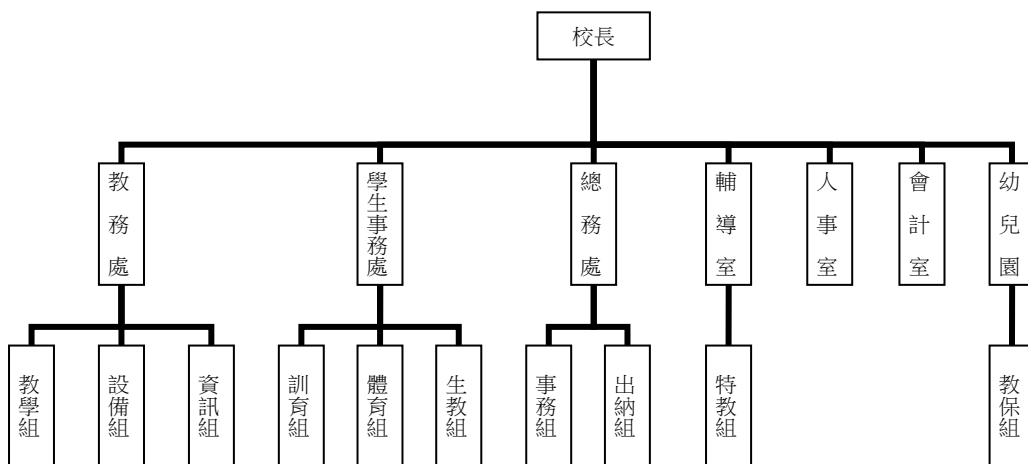 校長
教務處
學生事務處
總務處
輔導室
人事室
會計室
幼兒園
教學組
設備組
資訊組
訓育組
體育組
生教組
事務組
出納組
特教組
教保組